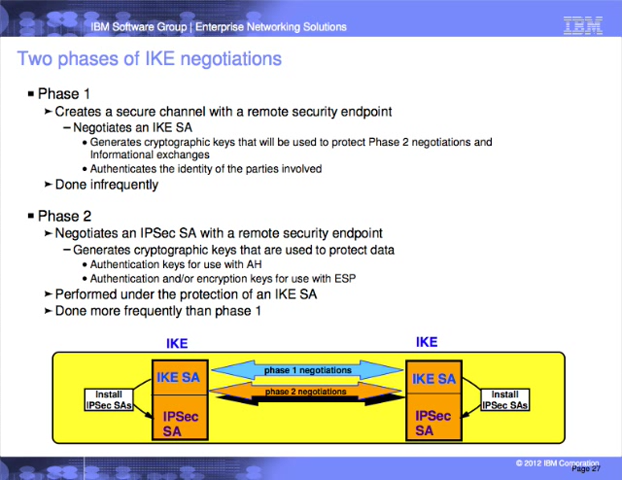 IBM Software Group | Enterprise Networking Solutions
IBM
Two phases of IKE negotiations
Phase 1
Creates a secure channel with a remote security endpoint
– Negotiates an IKE SA
• Generates cryptographic keys that will be used to protect Phase 2 negotiations and
Informational exchanges
• Authenticates the identity of the parties involved
Done infrequently
Phase 2
Negotiates an IPSec SA with a remote security endpoint
– Generates cryptographic keys that are used to protect data
• Authentication keys for use with AH
• Authentication and/or encryption keys for use with ESP
Performed under the protection of an IKE SA
Done more frequently than phase 1
IKE
IKE
phase 1 negotiations
IKE SA
IKE SA
phase 2 negotiations
Install
IPSec SAs
Install
IPSec SAs
IPSec
SA
IPSec
SA
© 2012 IBM Corporation
Page 27